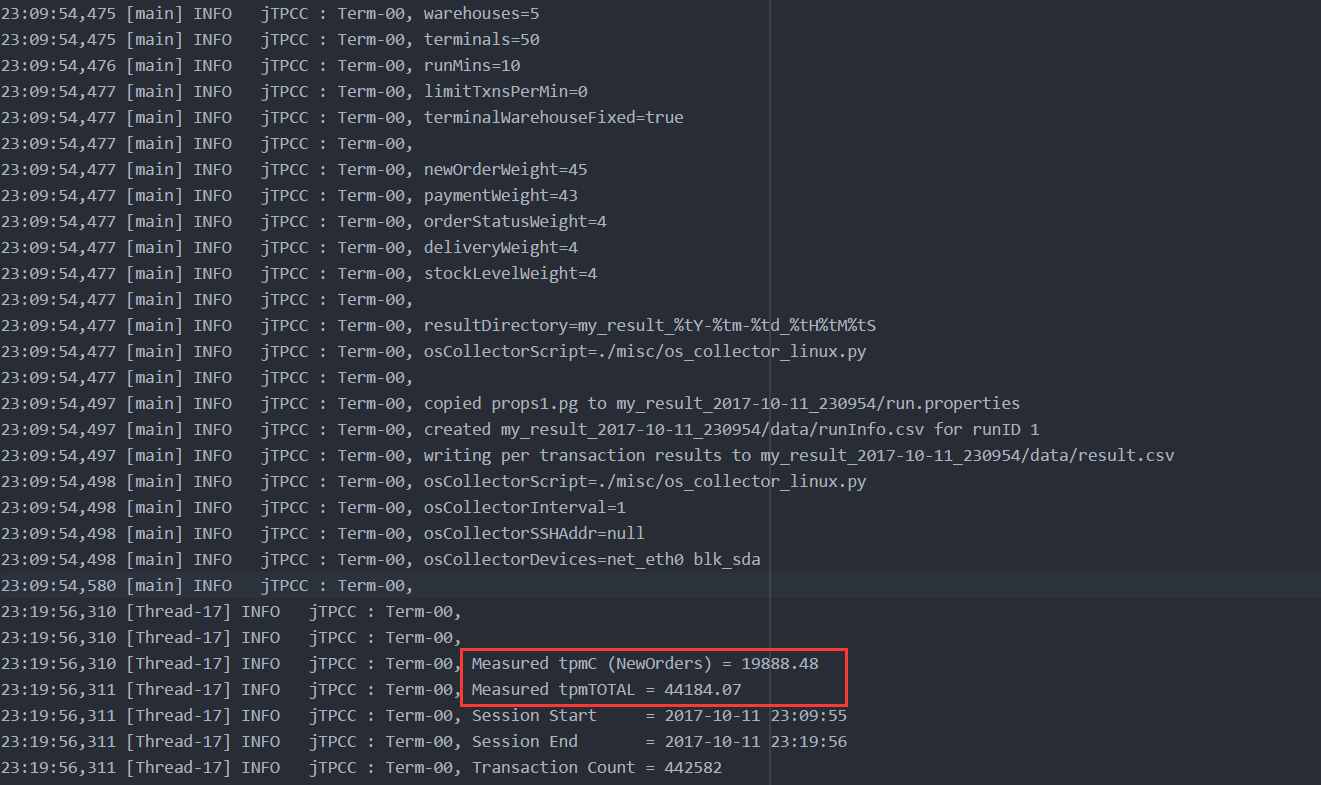 23:09:54,475 [main] INFO   jTPCC : Term-00, warehouses=5
23:09:54,475 [main] INFO   jTPCC : Term-00, terminals=50
23:09:54,476 [main] INFO   jTPCC : Term-00, runMins=10
23:09:54,477 [main] INFO   jTPCC : Term-00, limitTxnsPerMin=0
23:09:54,477 [main] INFO   jTPCC : Term-00, terminalWarehouseFixed=true
23:09:54,477 [main] INFO   jTPCC : Term-00,
23:09:54,477 [main] INFO   jTPCC : Term-00, newOrderWeight=45
23:09:54,477 [main] INFO   jTPCC : Term-00, paymentWeight=43
23:09:54,477 [main] INFO   jTPCC : Term-00, orderStatusWeight=4
23:09:54,477 [main] INFO   jTPCC : Term-00, deliveryWeight=4
23:09:54,477 [main] INFO   jTPCC : Term-00, stockLevelWeight=4
23:09:54,477 [main] INFO   jTPCC : Term-00,
23:09:54,477 [main] INFO   jTPCC : Term-00, resultDirectory=my_result_%tY-%tm-%td_%tH%tM%tS
23:09:54,477 [main] INFO   jTPCC : Term-00, osCollectorScript=./misc/os_collector_linux.py
23:09:54,477 [main] INFO   jTPCC : Term-00,
23:09:54,497 [main] INFO   jTPCC : Term-00, copied props1.pg to my_result_2017-10-11_230954/run.properties
23:09:54,497 [main] INFO   jTPCC : Term-00, created my_result_2017-10-11_230954/data/runInfo.csv for runID 1
23:09:54,497 [main] INFO   jTPCC : Term-00, writing per transaction results to my_result_2017-10-11_230954/data/result.csv
23:09:54,498 [main] INFO   jTPCC : Term-00, osCollectorScript=./misc/os_collector_linux.py
23:09:54,498 [main] INFO   jTPCC : Term-00, osCollectorInterval=1
23:09:54,498 [main] INFO   jTPCC : Term-00, osCollectorSSHAddr=null
23:09:54,498 [main] INFO   jTPCC : Term-00, osCollectorDevices=net_eth0 blk_sda
23:09:54,580 [main] INFO   jTPCC : Term-00,
23:19:56,310 [Thread-17] INFO   jTPCC : Term-00,
23:19:56,310 [Thread-17] INFO   jTPCC : Term-00,
23:19:56,310 [Thread-17] INFO   jTPCC : Term-00, Measured tpmC (NewOrders) = 19888.48
23:19:56,311 [Thread-17] INFO   jTPCC : Term-00, Measured tpmTOTAL = 44184.07
23:19:56,311 [Thread-17] INFO   jTPCC : Term-00, Session Start     = 2017-10-11 23:09:55
23:19:56,311 [Thread-17] INFO   jTPCC : Term-00, Session End       = 2017-10-11 23:19:56
23:19:56,311 [Thread-17] INFO   jTPCC : Term-00, Transaction Count = 442582